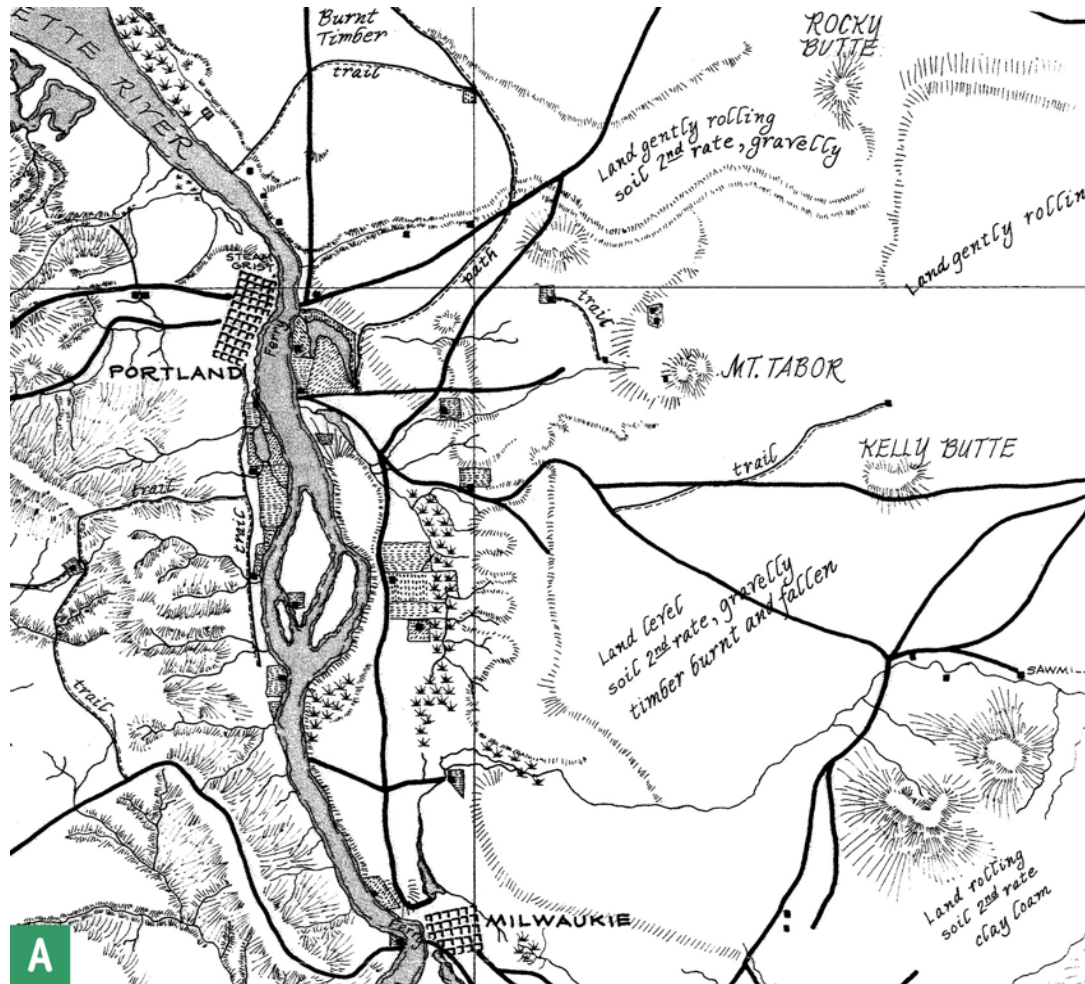 ETTE RIVER
Burnt
Timber
trail
ROCKY
BUTTE
Land gently rolling
soil 2nd rate, gravelly
Land gently rolling
STEAM
GRIST
path
Ferry
trail
PORTLAND
MT. TABOR
trail
KELLY BUTTE
trail
trail
Land level
soil 2nd rate, gravelly
timber burnt and fallen
trail
SAWMI
Land rolling
soil 2nd rate
clay loam
MILWAUKIE
A